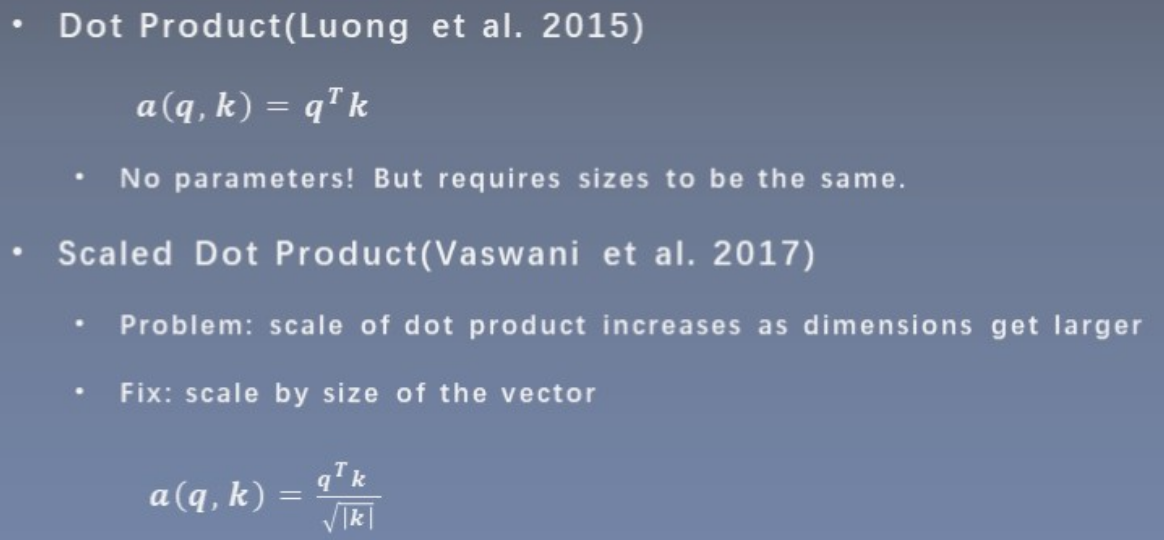 • Dot Product(Luong et al. 2015)
a(q, k) = q^T k
• No parameters! But requires sizes to be the same.
• Scaled Dot Product(Vaswani et al. 2017)
• Problem: scale of dot product increases as dimensions get larger
• Fix: scale by size of the vector
a(q, k) = \frac{q^T k}{\sqrt{|k|}}